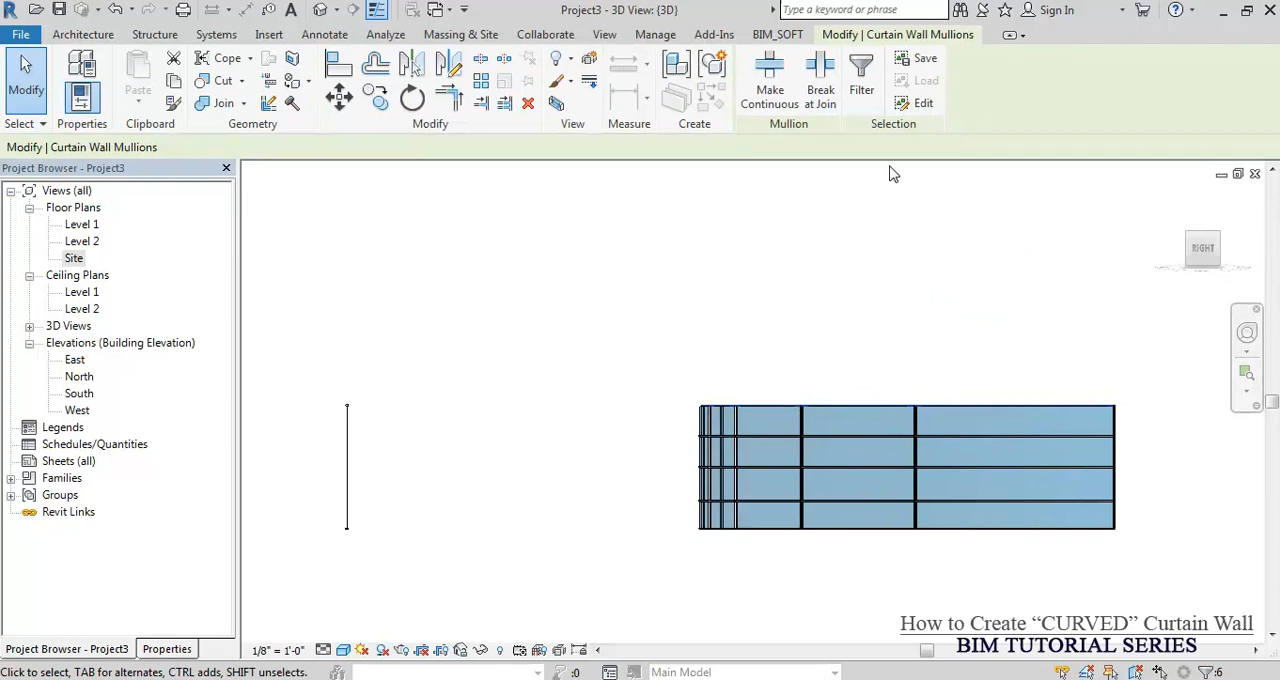 Project3 - 3D View: {3D}
Type a keyword or phrase
Sign In
File
Architecture
Structure
Systems
Insert
Annotate
Analyze
Massing & Site
Collaborate
View
Manage
Add-Ins
BIM_SOFT
Modify | Curtain Wall Mullions
Modify
Select
Properties
Paste
Clipboard
Cope
Cut
Join
Geometry
Modify
View
Measure
Create
Make Continuous
Break at Join
Mullion
Filter
Save
Load
Edit
Selection
Modify | Curtain Wall Mullions
Project Browser - Project3
Views (all)
Floor Plans
Level 1
Level 2
Site
Ceiling Plans
Level 1
Level 2
3D Views
Elevations (Building Elevation)
East
North
South
West
Legends
Schedules/Quantities
Sheets (all)
Families
Groups
Revit Links
RIGHT
How to Create “CURVED” Curtain Wall
BIM TUTORIAL SERIES
Project Browser - Project3
Properties
1/8" = 1'-0"
Click to select, TAB for alternates, CTRL adds, SHIFT unselects.
:0
Main Model
:6